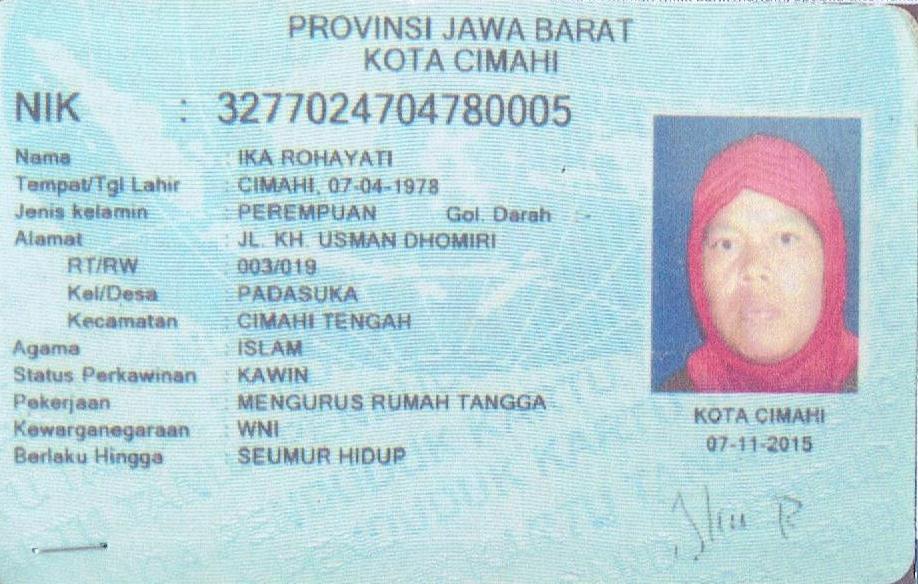 PROVINSI JAWA BARAT
KOTA CIMAHI
NIK : 3277024704780005
Nama : IKA ROHAYATI
Tempat/Tgl Lahir : CIMAHI, 07-04-1978
Jenis kelamin : PEREMPUAN Gol. Darah : -
Alamat : JL. KH. USMAN DHOMIRI
RT/RW : 003/019
Kel/Desa : PADASUKA
Kecamatan : CIMAHI TENGAH
Agama : ISLAM
Status Perkawinan : KAWIN
Pekerjaan : MENGURUS RUMAH TANGGA
Kewarganegaraan : WNI
Berlaku Hingga : SEUMUR HIDUP
KOTA CIMAHI
07-11-2015